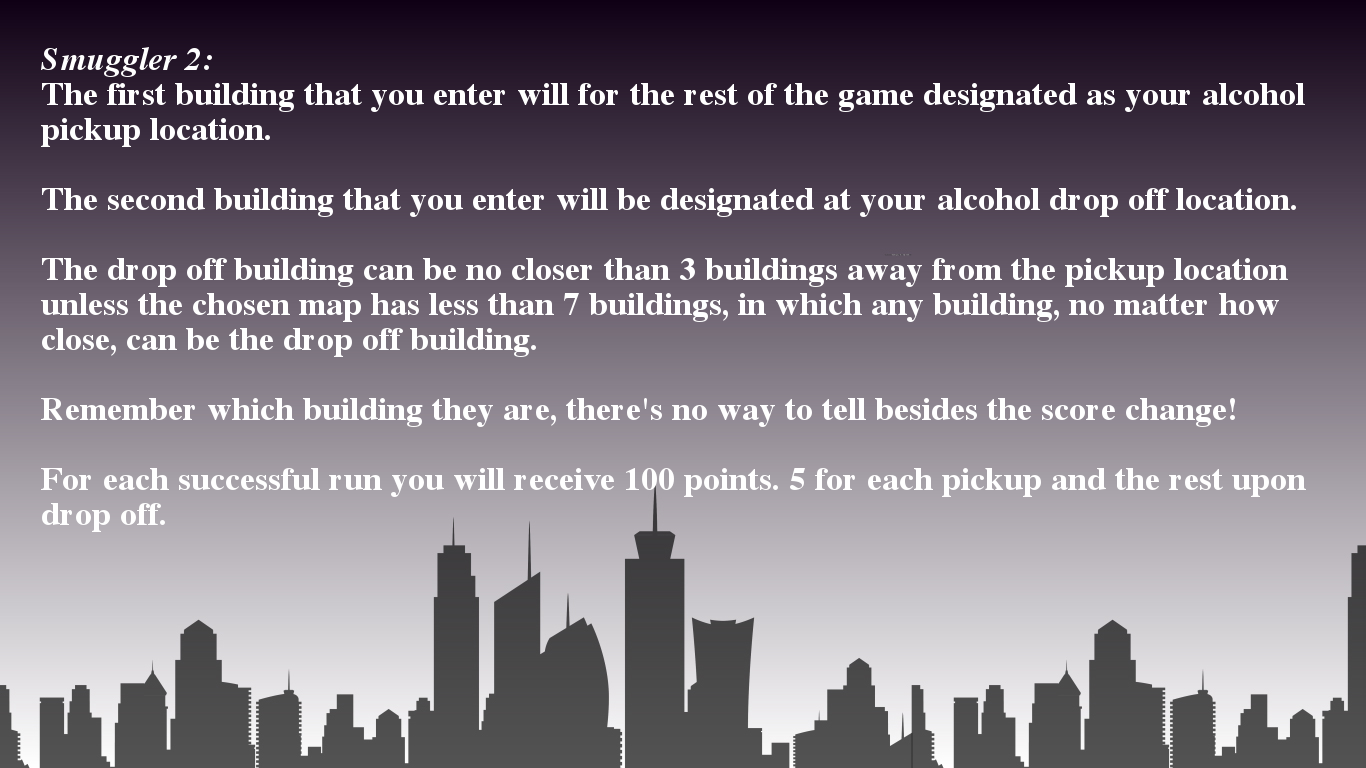 Smuggler 2:
The first building that you enter will for the rest of the game designated as your alcohol
pickup location.
The second building that you enter will be designated at your alcohol drop off location.
The drop off building can be no closer than 3 buildings away from the pickup location
unless the chosen map has less than 7 buildings, in which any building, no matter how
close, can be the drop off building.
Remember which building they are, there's no way to tell besides the score change!
For each successful run you will receive 100 points. 5 for each pickup and the rest upon
drop off.